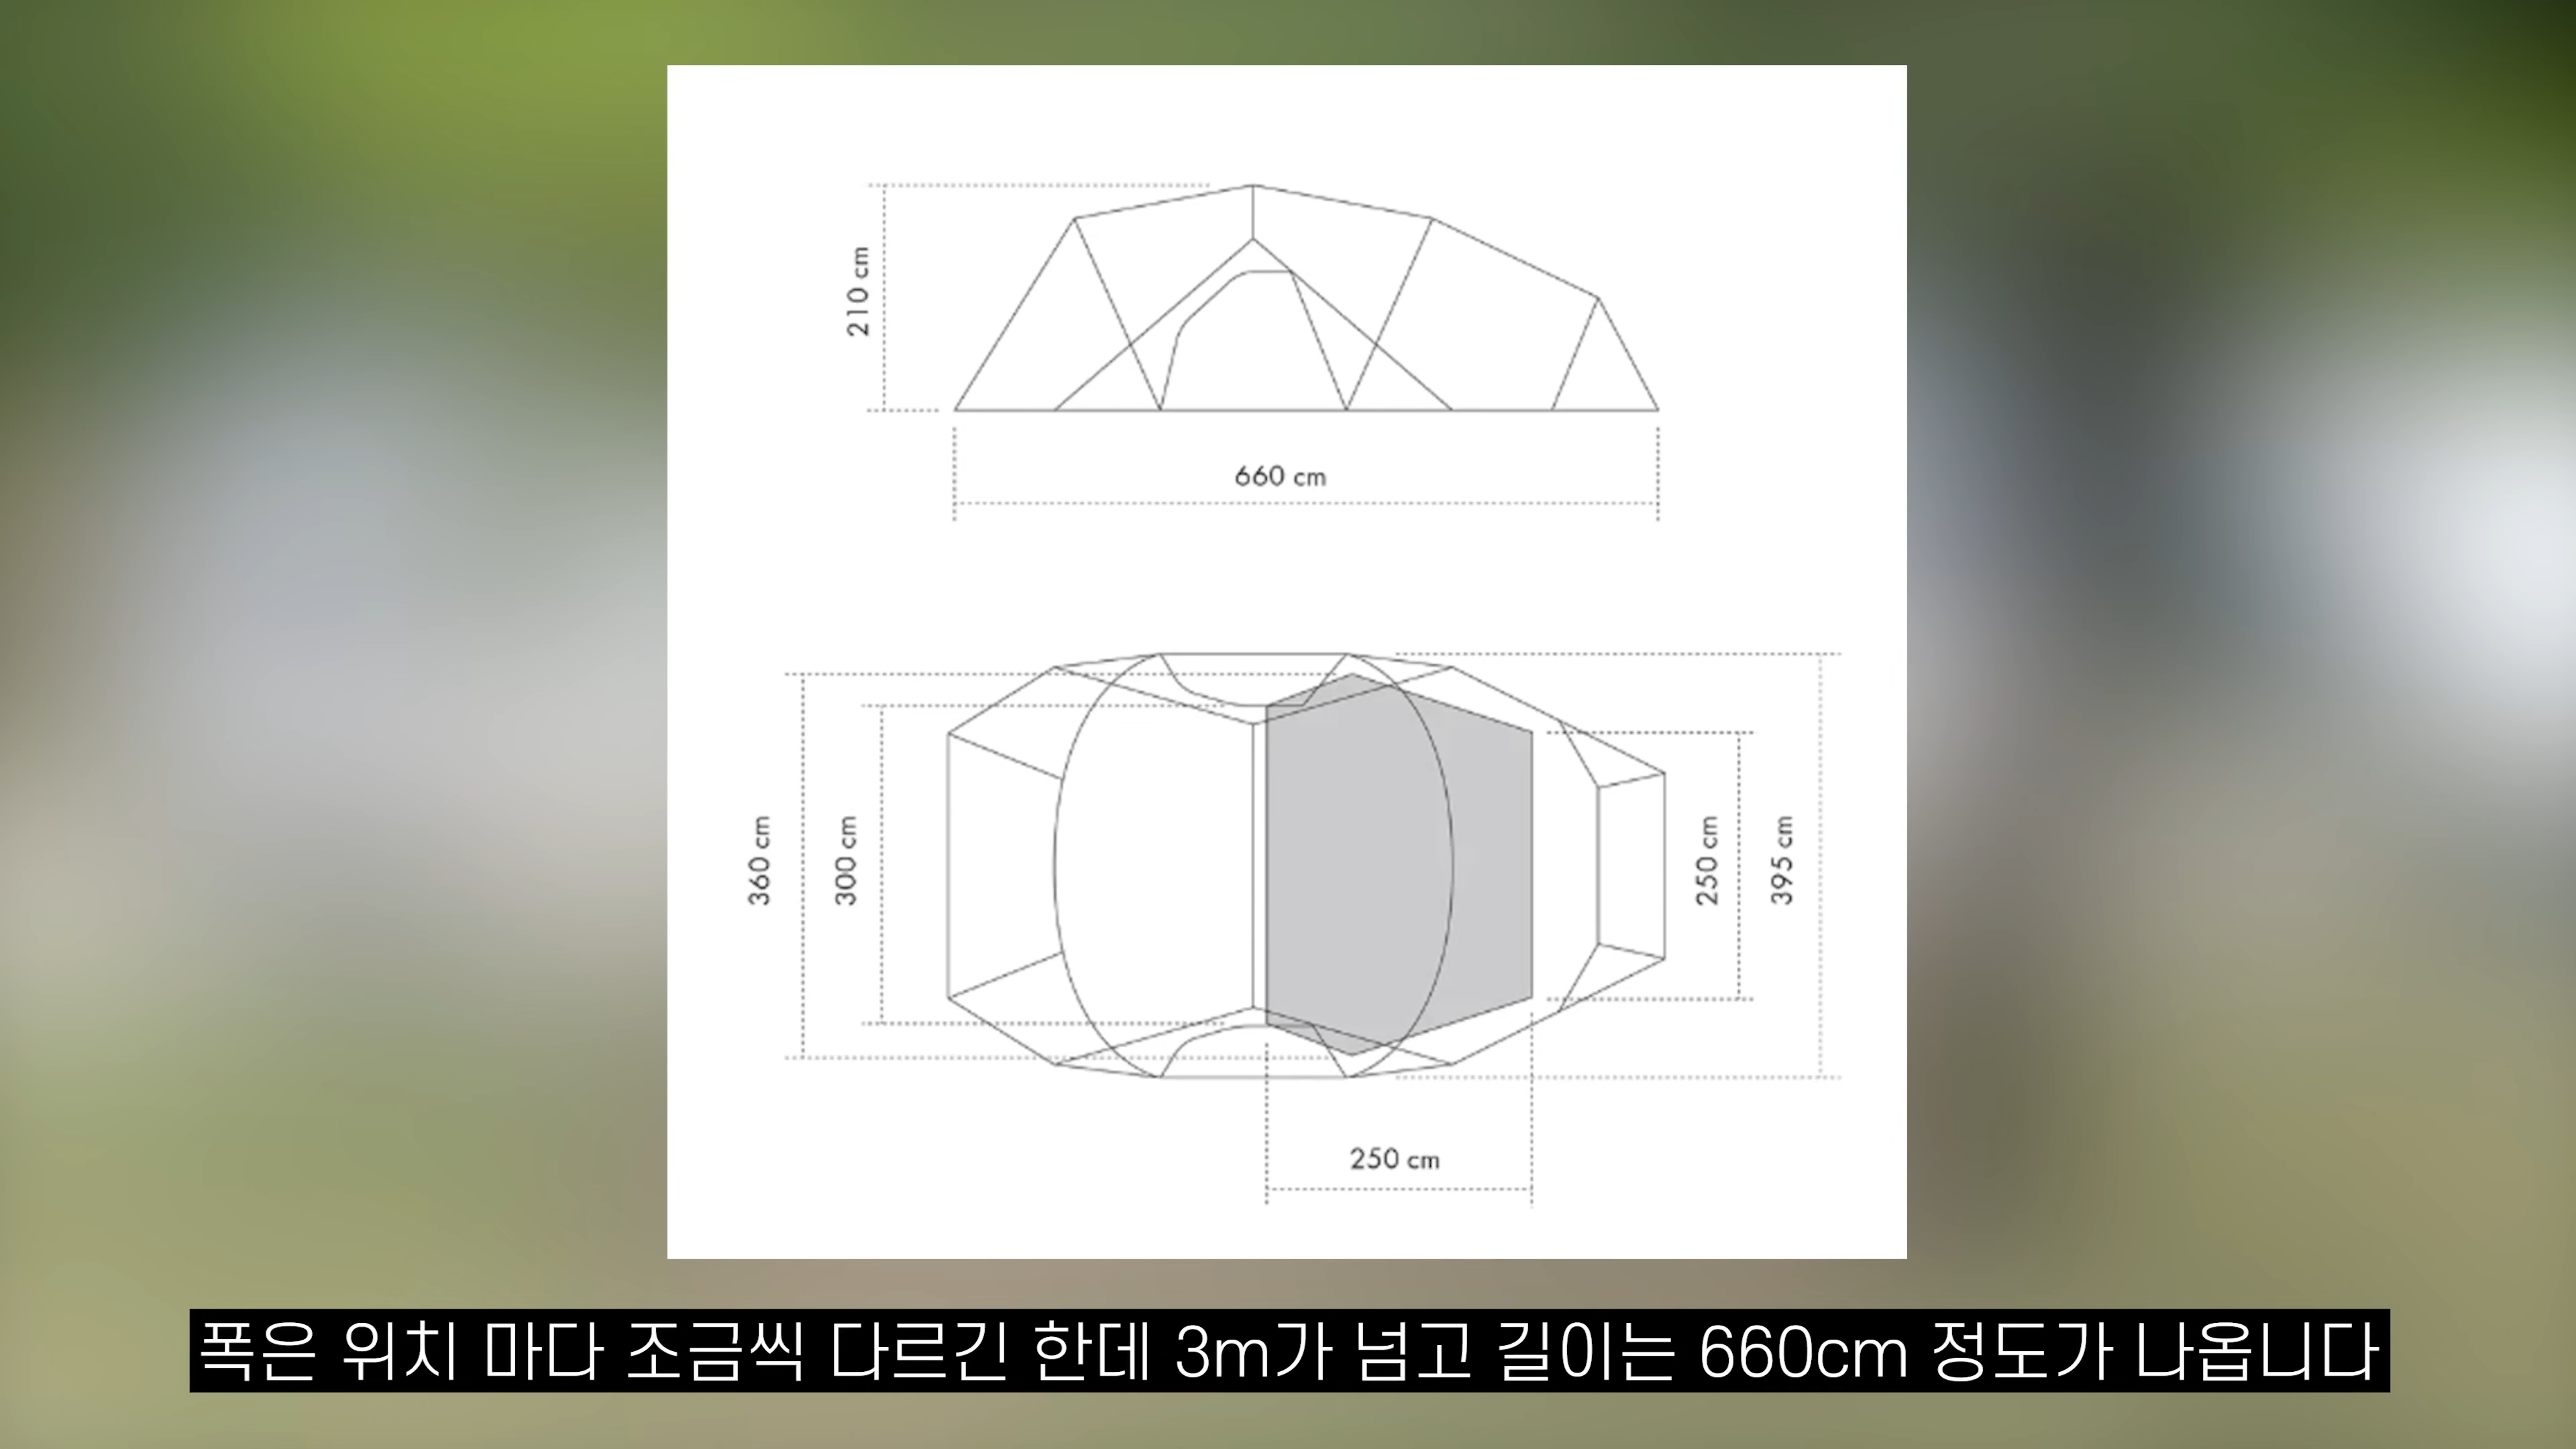 210 cm
660 cm
360 cm
300 cm
250 cm
395 cm
250 cm
폭은 위치 마다 조금씩 다르긴 한데 3m가 넘고 길이는 660cm 정도가 나옵니다